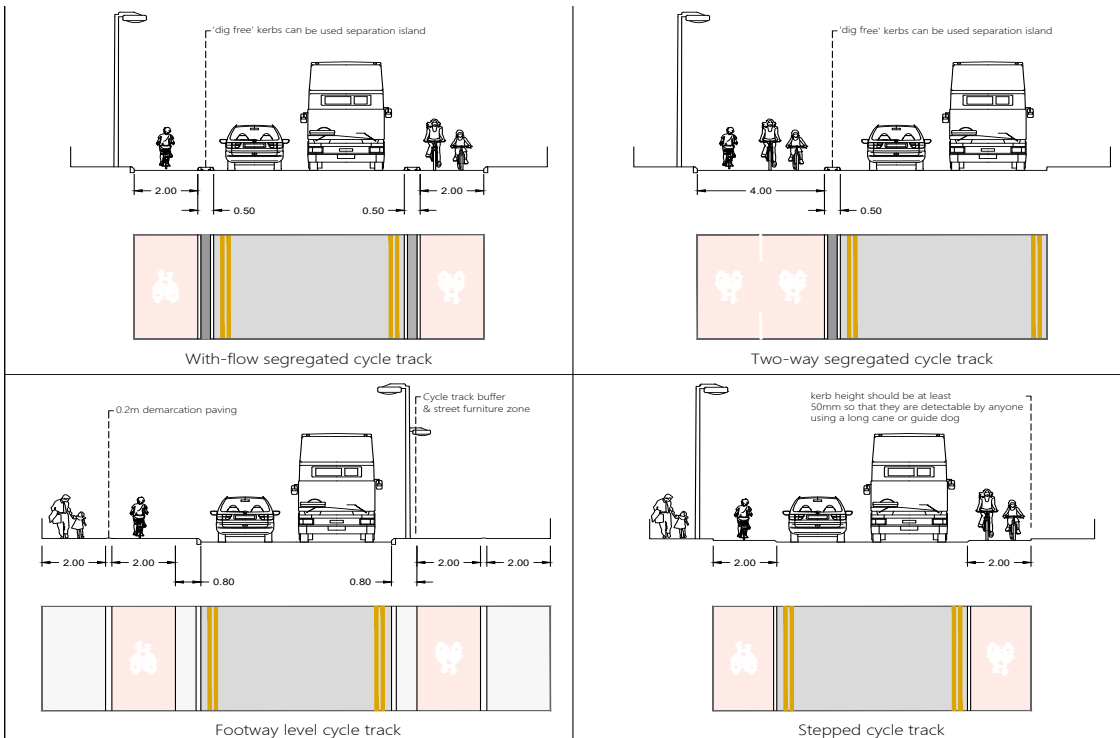 'dig free' kerbs can be used separation island
2.00
0.50
0.50
2.00
With-flow segregated cycle track
'dig free' kerbs can be used separation island
4.00
0.50
Two-way segregated cycle track
0.2m demarcation paving
Cycle track buffer
& street furniture zone
2.00
2.00
0.80
0.80
2.00
2.00
Footway level cycle track
kerb height should be at least
50mm so that they are detectable by anyone
using a long cane or guide dog
2.00
2.00
Stepped cycle track